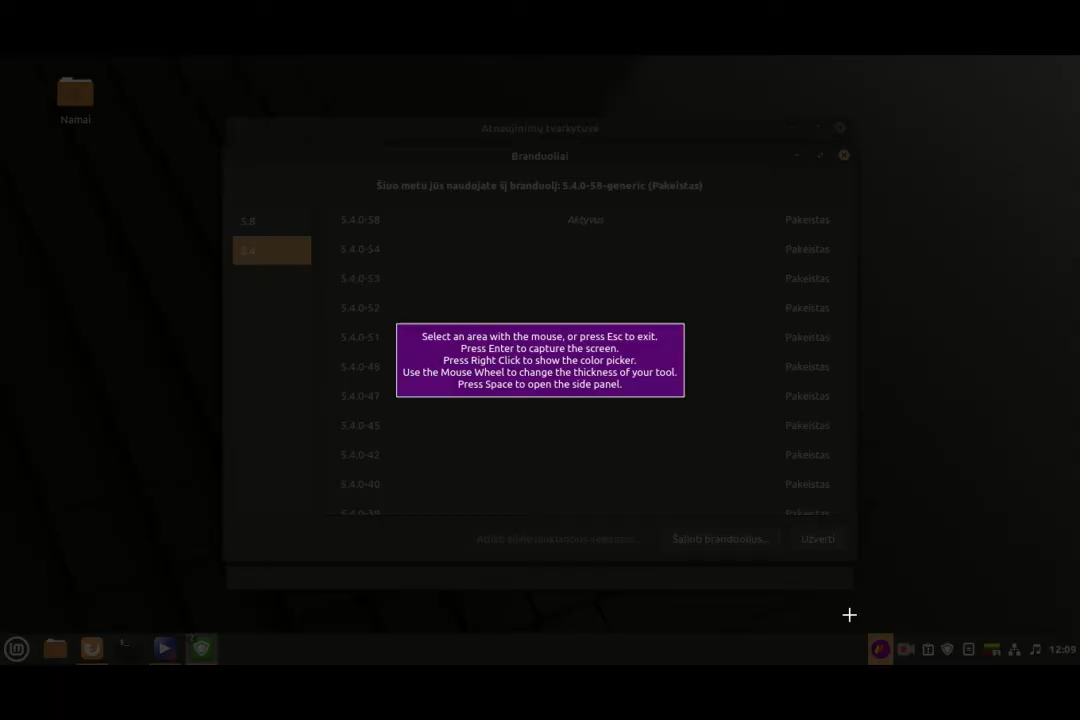 Namai
Atnaujinimų tvarkytuvė
Branduoliai
Šiuo metu jūs naudojate šį branduolį: 5.4.0-58-generic (Pakeistas)
5.8
5.4
5.4.0-58 Aktyvus Pakeistas
5.4.0-54 Pakeistas
5.4.0-53 Pakeistas
5.4.0-52 Pakeistas
5.4.0-51 Pakeistas
5.4.0-48 Pakeistas
5.4.0-47 Pakeistas
5.4.0-45 Pakeistas
5.4.0-42 Pakeistas
5.4.0-40 Pakeistas
5.4.0-39 Pakeistas
Select an area with the mouse, or press Esc to exit.
Press Enter to capture the screen.
Press Right Click to show the color picker.
Use the Mouse Wheel to change the thickness of your tool.
Press Space to open the side panel.
Šalinti branduolius... Užverti
12:09